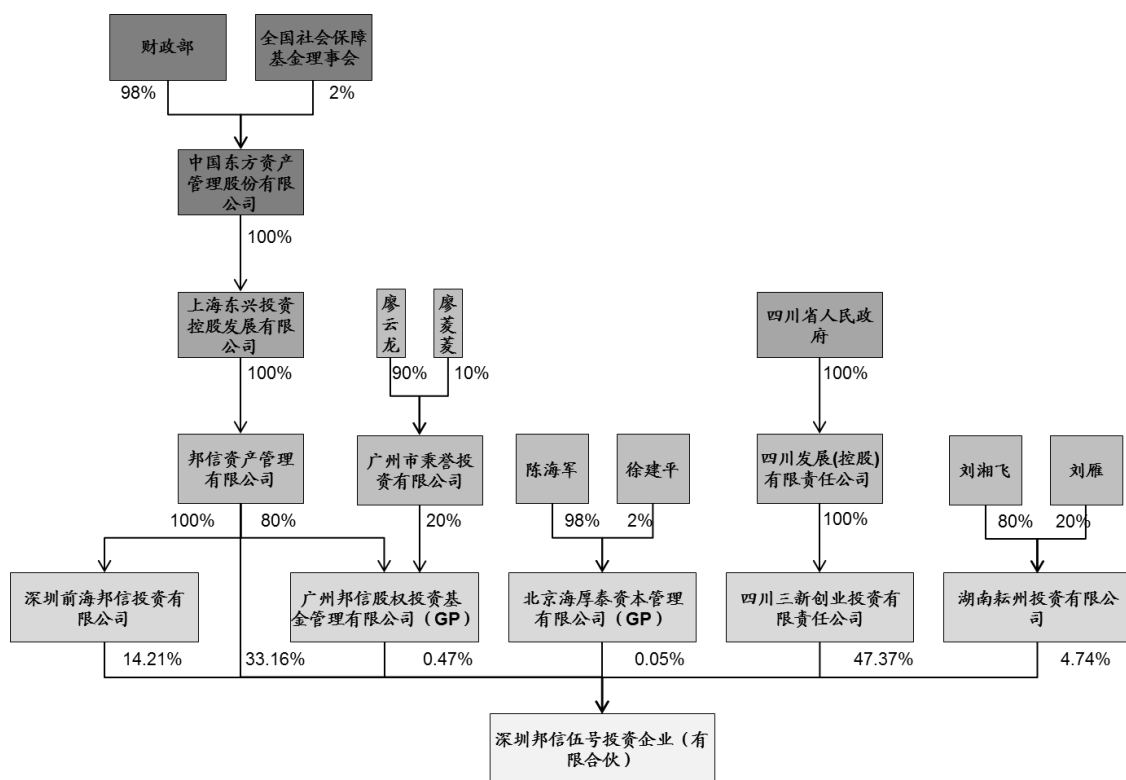 财政部
全国社会保障
基金理事会
98%
2%
中国东方资产
管理股份有限
公司
100%
上海东兴投资
控股发展有限
公司
廖云龙
廖菱菱
四川省人民政
府
100%
90%
10%
100%
邦信资产管理
有限公司
广州市秉誉投
资有限公司
陈海军
徐建平
四川发展(控股)
有限责任公司
刘湘飞
刘雁
100%
80%
20%
98%
2%
100%
80%
20%
深圳前海邦信投资有
限公司
广州邦信股权投资基
金管理有限公司（GP）
北京海厚泰资本管理
有限公司（GP）
四川三新创业投资有
限责任公司
湖南耘州投资有限公
司
14.21%
33.16%
0.47%
0.05%
47.37%
4.74%
深圳邦信伍号投资企业（有
限合伙）